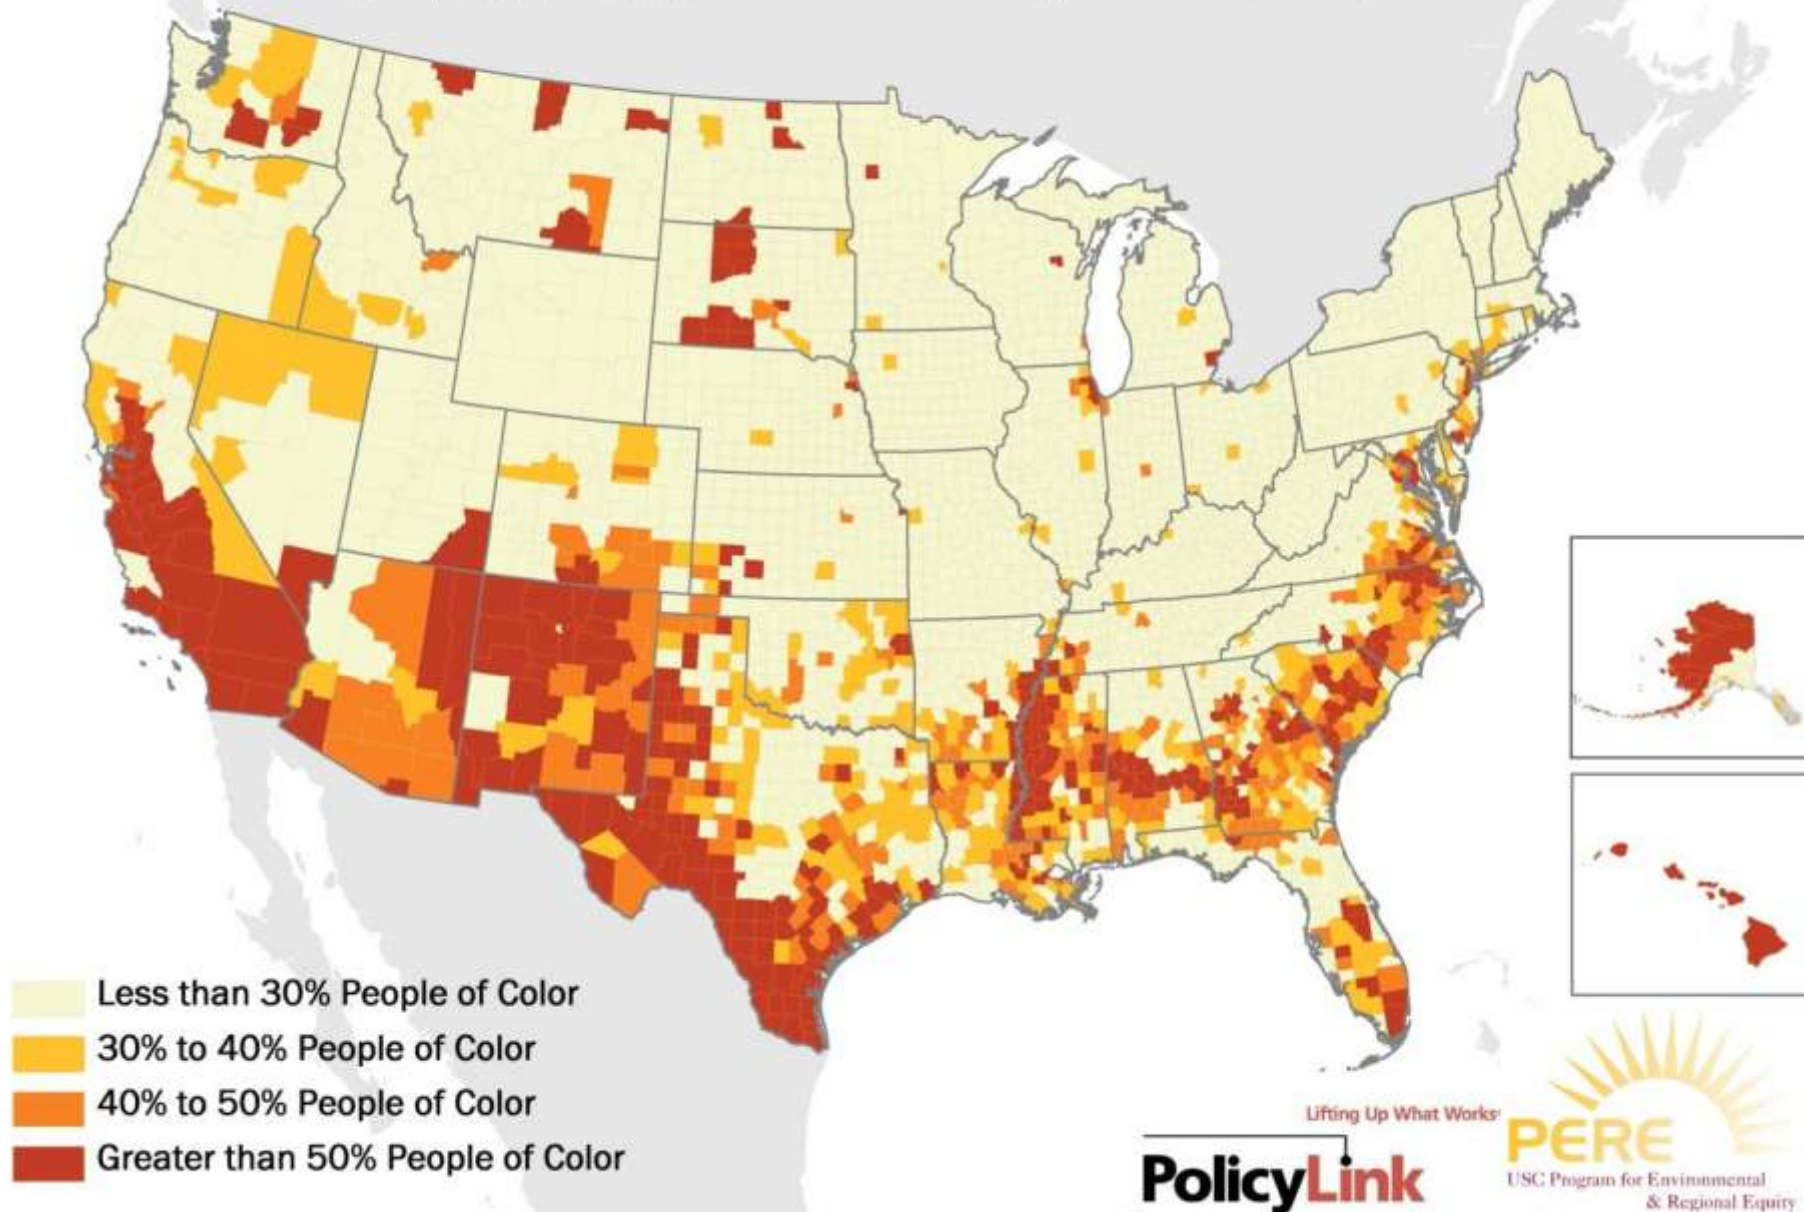 Less than 30% People of Color
30% to 40% People of Color
40% to 50% People of Color
Greater than 50% People of Color
Lifting Up What Works
PolicyLink
PERE
USC Program for Environmental
& Regional Equity